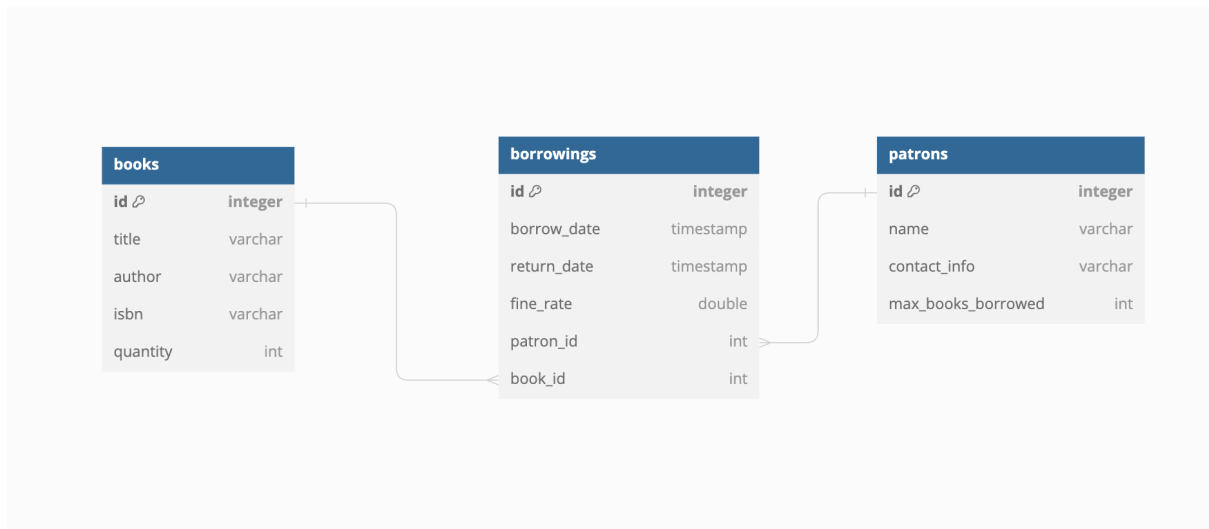 books
id integer
title varchar
author varchar
isbn varchar
quantity int
borrowings
id integer
borrow_date timestamp
return_date timestamp
fine_rate double
patron_id int
book_id int
patrons
id integer
name varchar
contact_info varchar
max_books_borrowed int